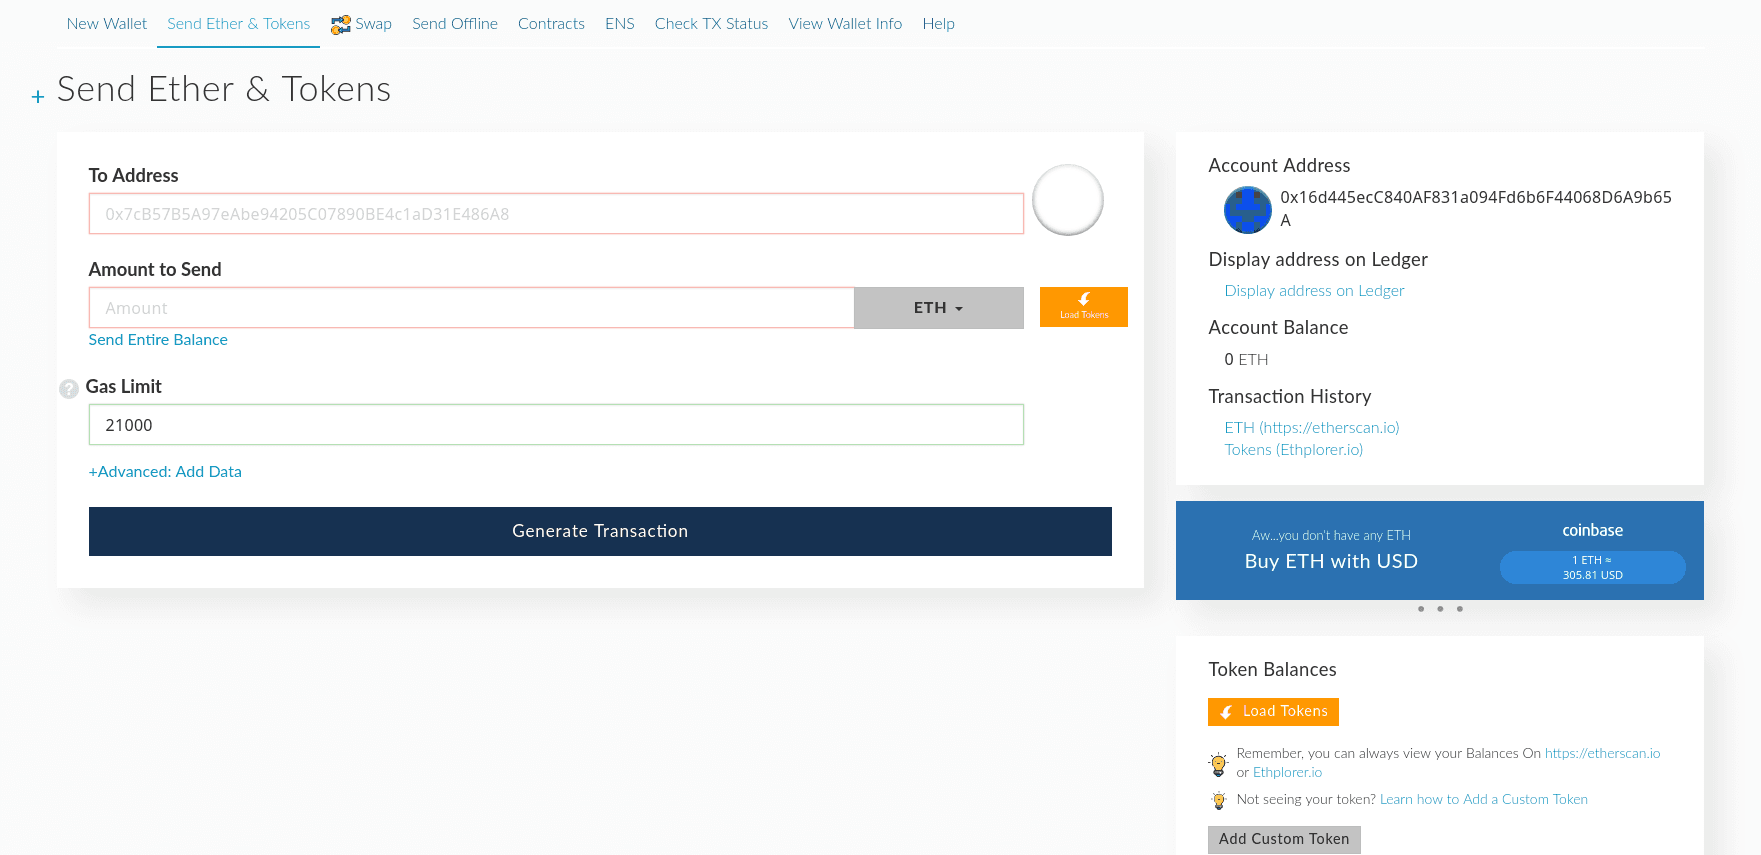 New Wallet Send Ether & Tokens Swap Send Offline Contracts ENS Check TX Status View Wallet Info Help
+ Send Ether & Tokens
To Address
0x7cB57B5A97eAbe94205C07890BE4c1aD31E486A8
Amount to Send
Amount ETH
Load Tokens
Send Entire Balance
? Gas Limit
21000
+Advanced: Add Data
Generate Transaction
Account Address
0x16d445ecC840AF831a094Fd6b6F44068D6A9b65
A
Display address on Ledger
Display address on Ledger
Account Balance
0 ETH
Transaction History
ETH (https://etherscan.io)
Tokens (Ethplorer.io)
Aw...you don't have any ETH
Buy ETH with USD
coinbase
1 ETH ≈
305.81 USD
Token Balances
Load Tokens
Remember, you can always view your Balances On https://etherscan.io
or Ethplorer.io
Not seeing your token? Learn how to Add a Custom Token
Add Custom Token